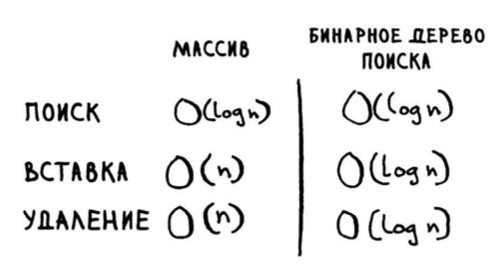 МАССИВ
БИНАРНОЕ ДЕРЕВО
ПОИСКА
ПОИСК O(log n) O(log n)
ВСТАВКА O(n) O(log n)
УДАЛЕНИЕ O(n) O(log n)